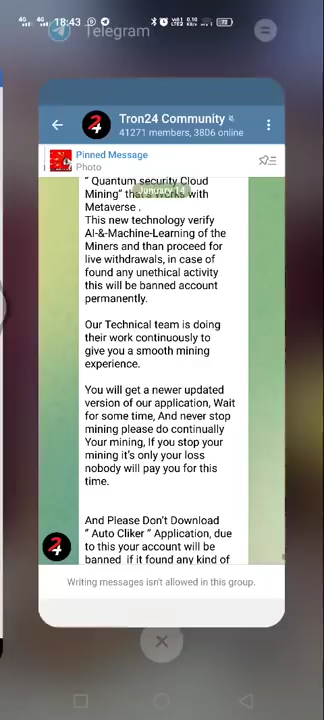 18:43
Telegram
24
Tron24 Community
41271 members, 3806 online
Pinned Message
Photo
“ Quantum security Cloud
Mining” that's works with
January 14
Metaverse .
This new technology verify
AI-&-Machine-Learning of the
Miners and than proceed for
live withdrawals, in case of
found any unethical activity
this will be banned account
permanently.
Our Technical team is doing
their work continuously to
give you a smooth mining
experience.
You will get a newer updated
version of our application, Wait
for some time, And never stop
mining please do continually
Your mining, If you stop your
mining it's only your loss
nobody will pay you for this
time.
And Please Don't Download
“ Auto Cliker ” Application, due
to this your account will be
banned if it found any kind of
24
Writing messages isn't allowed in this group.